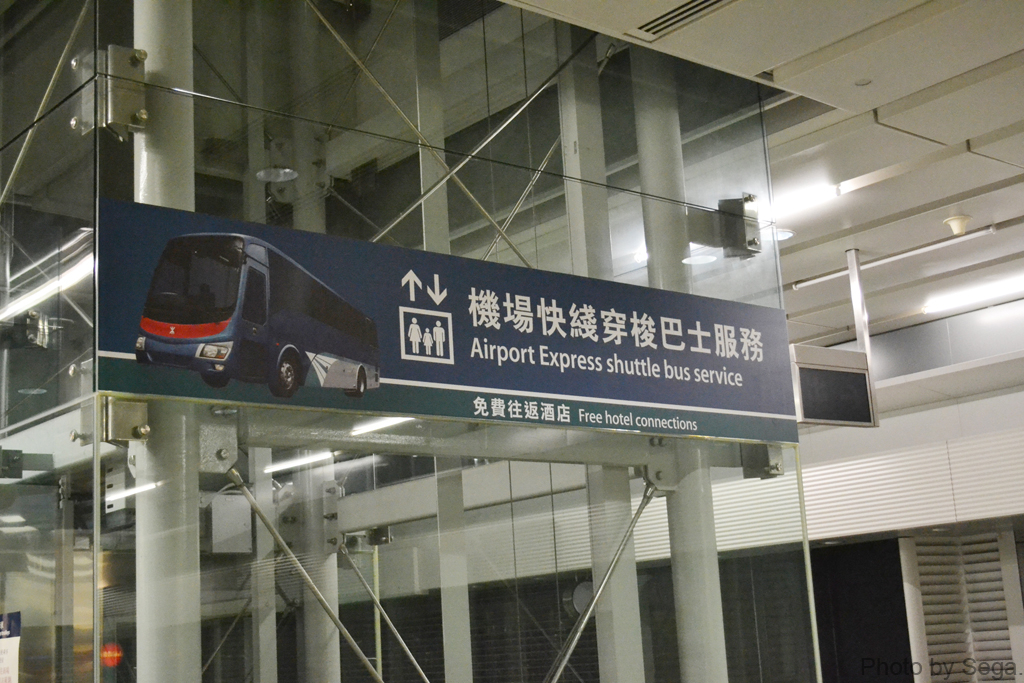 機場快綫穿梭巴士服務
Airport Express shuttle bus service
免費往返酒店 Free hotel connections
Photo by Sega.